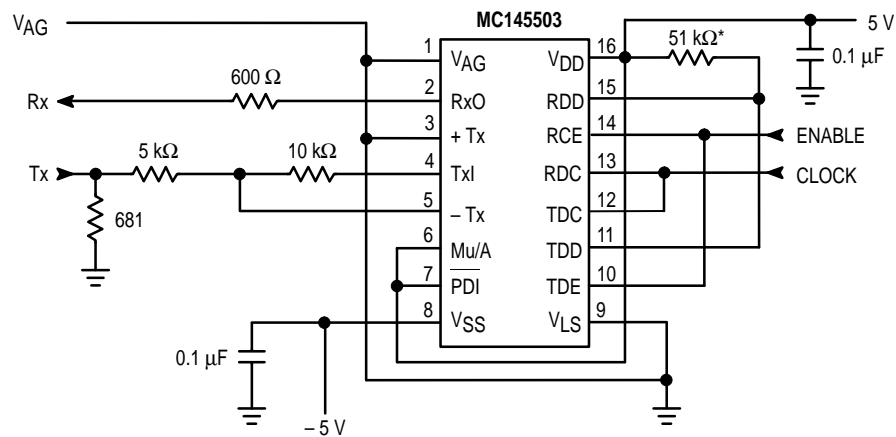 MC145503
VAG
5 V
51 kΩ*
0.1 µF
1 VAG VDD 16
600 Ω
Rx
2 RxO RDD 15
3 + Tx RCE 14
ENABLE
5 kΩ
10 kΩ
Tx
4 TxI RDC 13
CLOCK
5 – Tx TDC 12
681
6 Mu/A TDD 11
7 PDI TDE 10
8 VSS VLS 9
0.1 µF
– 5 V